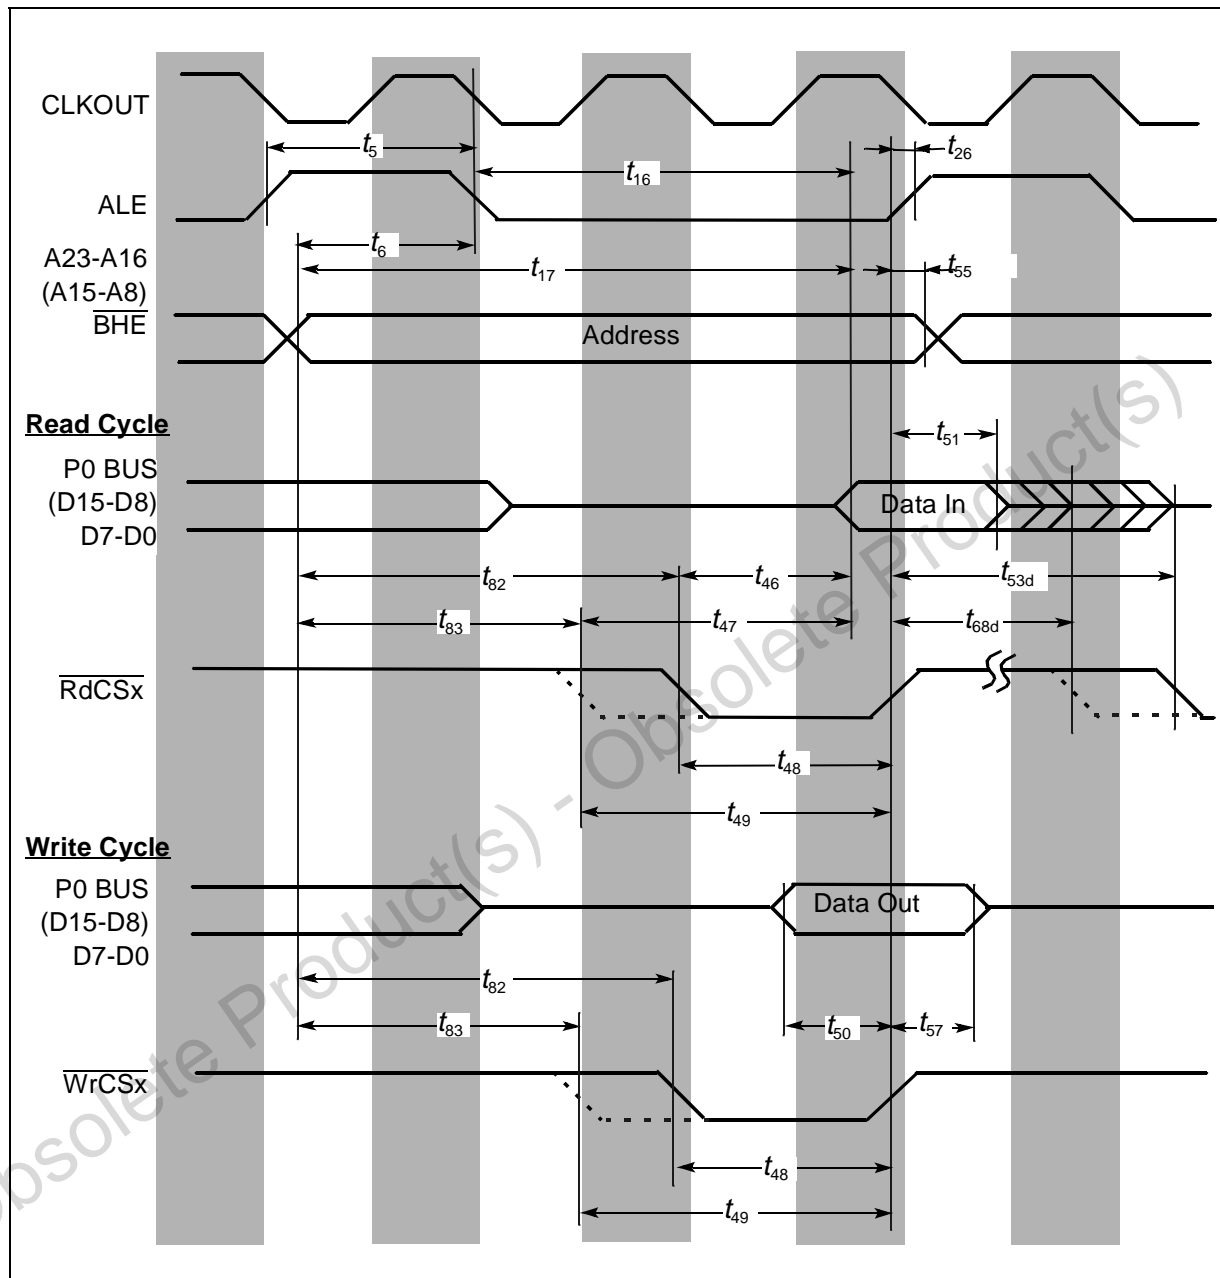 CLKOUT
t5
t26
t16
ALE
A23-A16
(A15-A8)
BHE
t6
t17
t55
Address
Read Cycle
t51
P0 BUS
(D15-D8)
D7-D0
Data In
t82
t46
t53d
t83
t47
t68d
RdCSx
t48
t49
Write Cycle
P0 BUS
(D15-D8)
D7-D0
Data Out
t82
t83
t50
t57
WrCSx
t48
t49
Obsolete Product(s) - Obsolete Product(s)